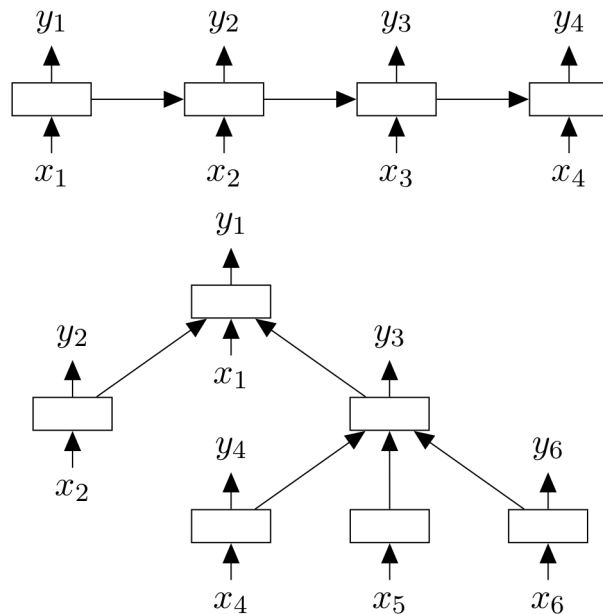 y₁ y₂ y₃ y₄
x₁ x₂ x₃ x₄
y₁
y₂ y₃
x₁
y₄ y₆
x₂
x₄ x₅ x₆